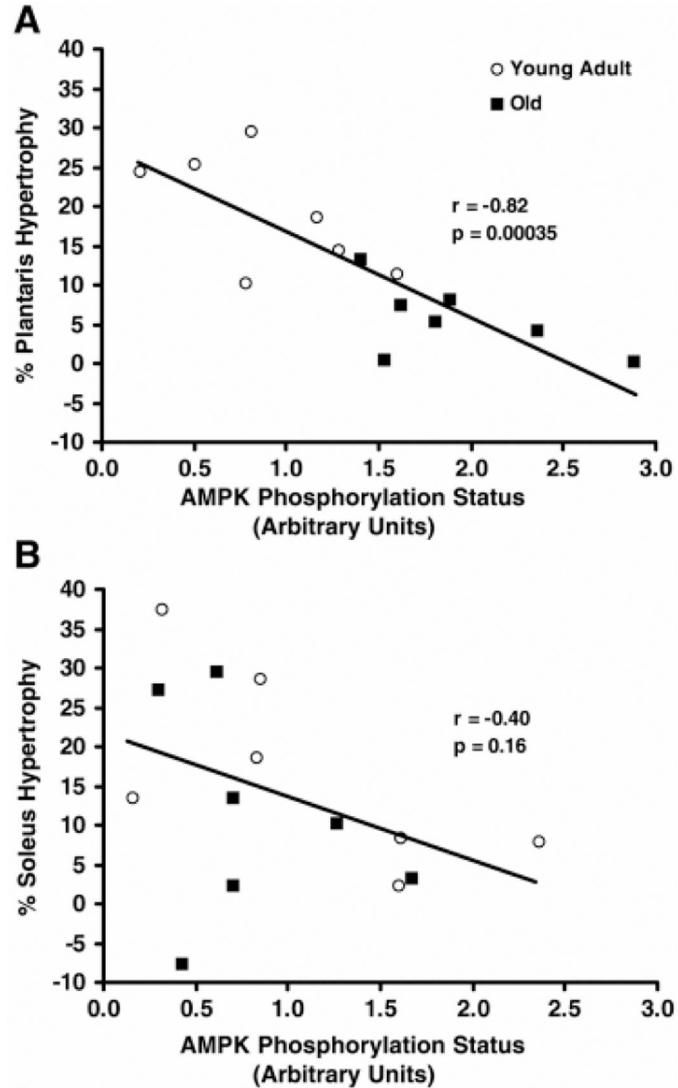 A
40
35
30
25
20
15
10
5
0
-5
-10
% Plantaris Hypertrophy
Young Adult
Old
r = -0.82
p = 0.00035
0.0 0.5 1.0 1.5 2.0 2.5 3.0
AMPK Phosphorylation Status
(Arbitrary Units)
B
40
35
30
25
20
15
10
5
0
-5
-10
% Soleus Hypertrophy
r = -0.40
p = 0.16
0.0 0.5 1.0 1.5 2.0 2.5 3.0
AMPK Phosphorylation Status
(Arbitrary Units)